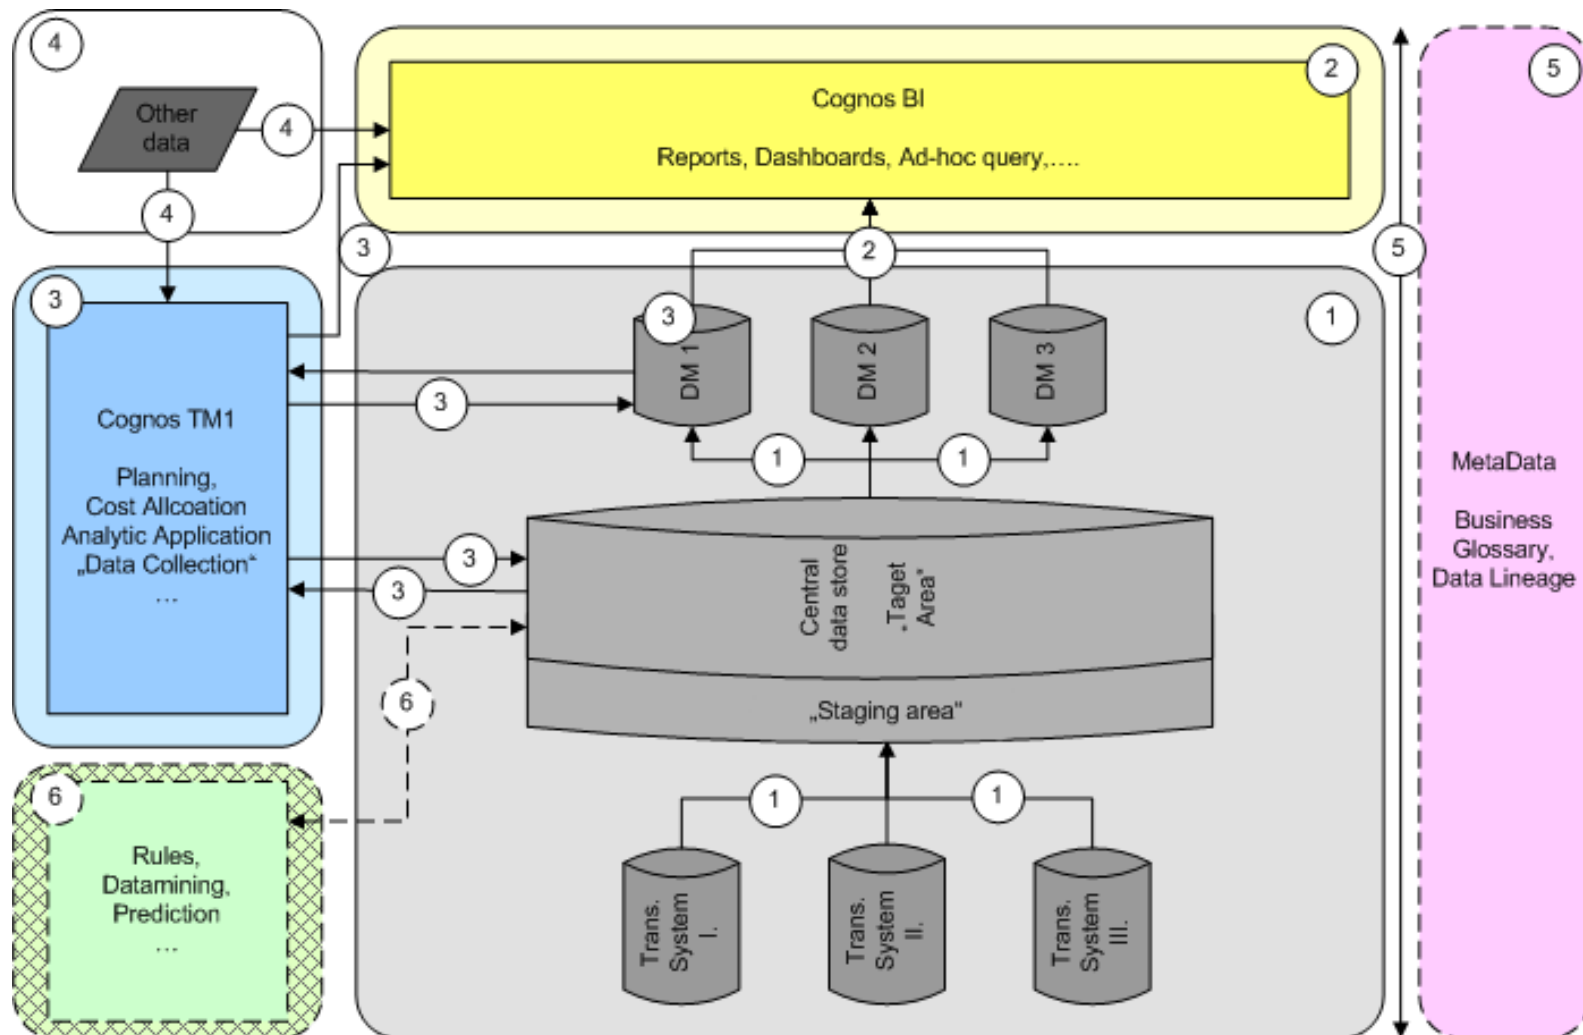 4
Other
data
4
4
2
Cognos BI
Reports, Dashboards, Ad-hoc query,....
5
3
2
5
3
Cognos TM1
Planning,
Cost Allcoation
Analytic Application
„Data Collection“
...
3
DM 1
DM 2
DM 3
1
3
1
1
3
3
Central
data store
„Taget
Area“
„Staging area“
MetaData
Business
Glossary,
Data Lineage
6
6
Rules,
Datamining,
Prediction
...
1
1
Trans.
System
I.
Trans.
System
II.
Trans.
System
III.